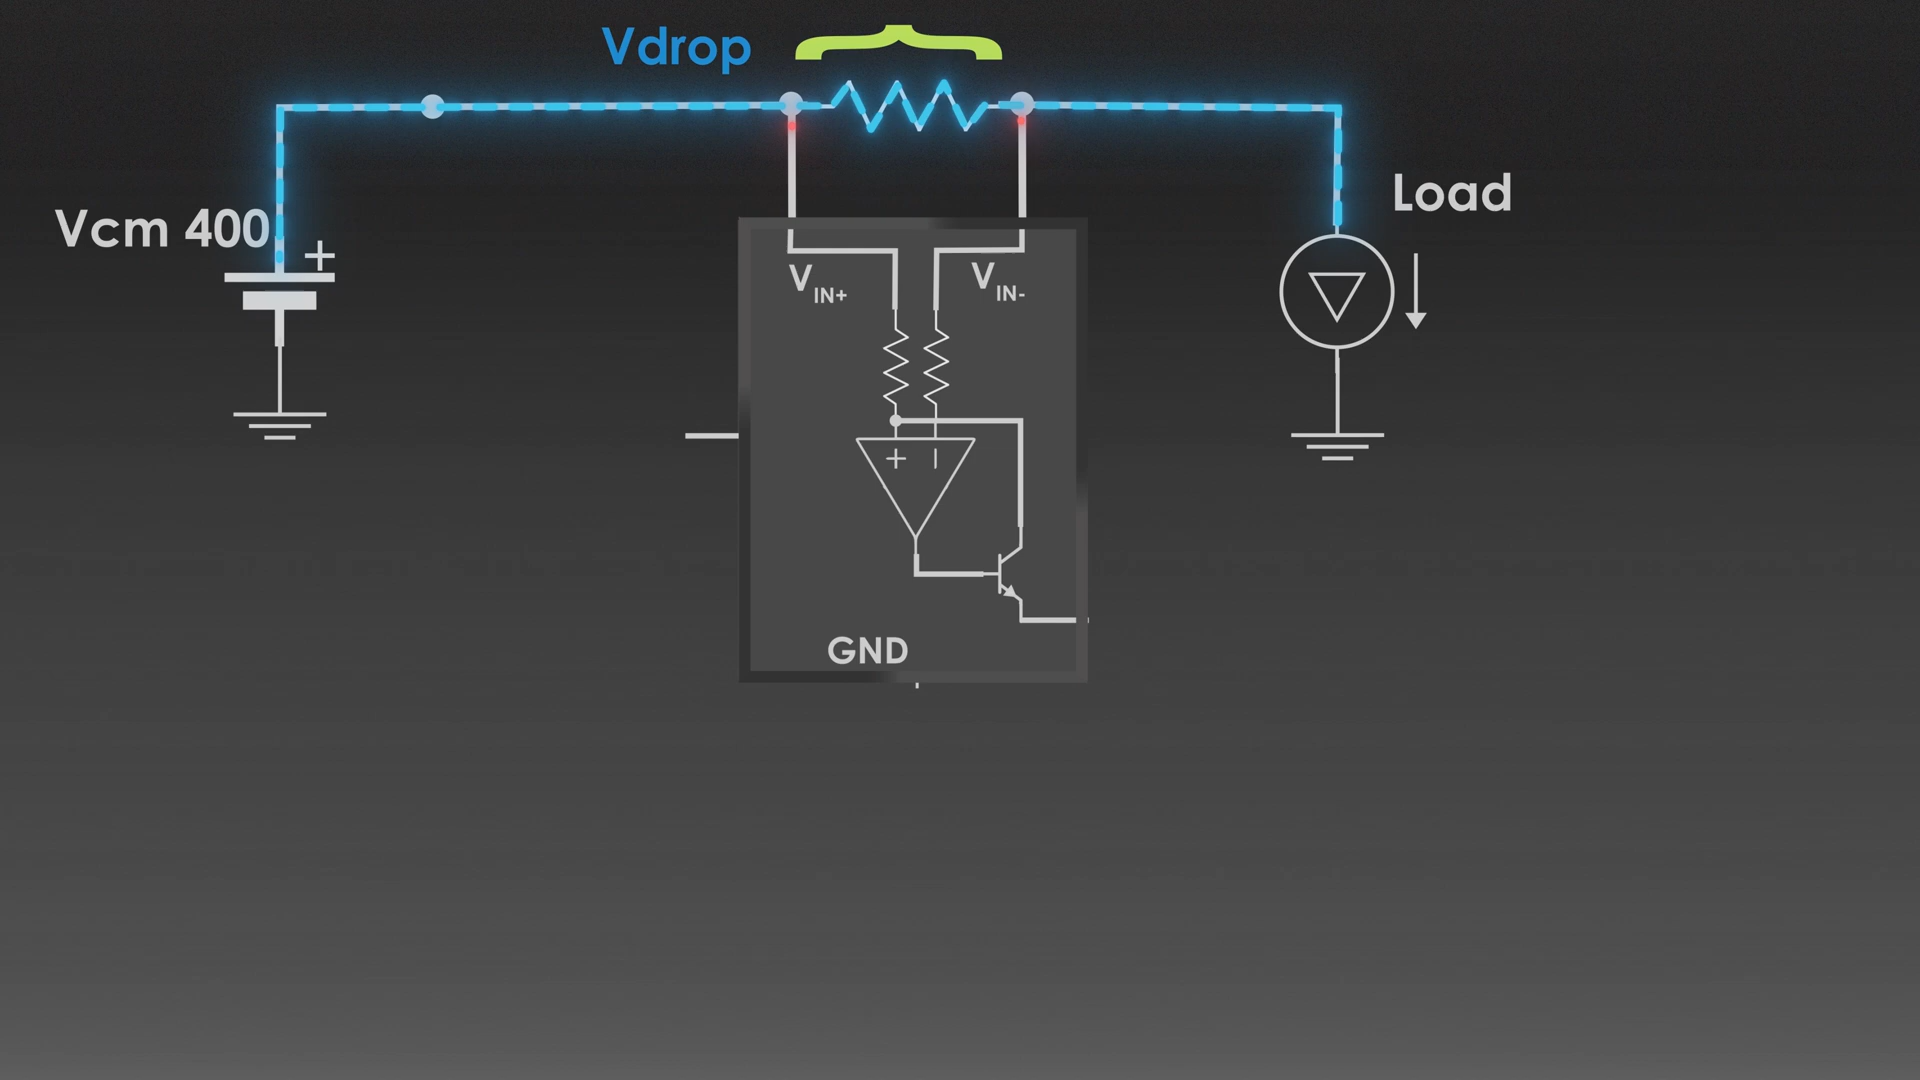 Vdrop
Vcm 400
+
Load
VIN+
VIN-
+ |
GND